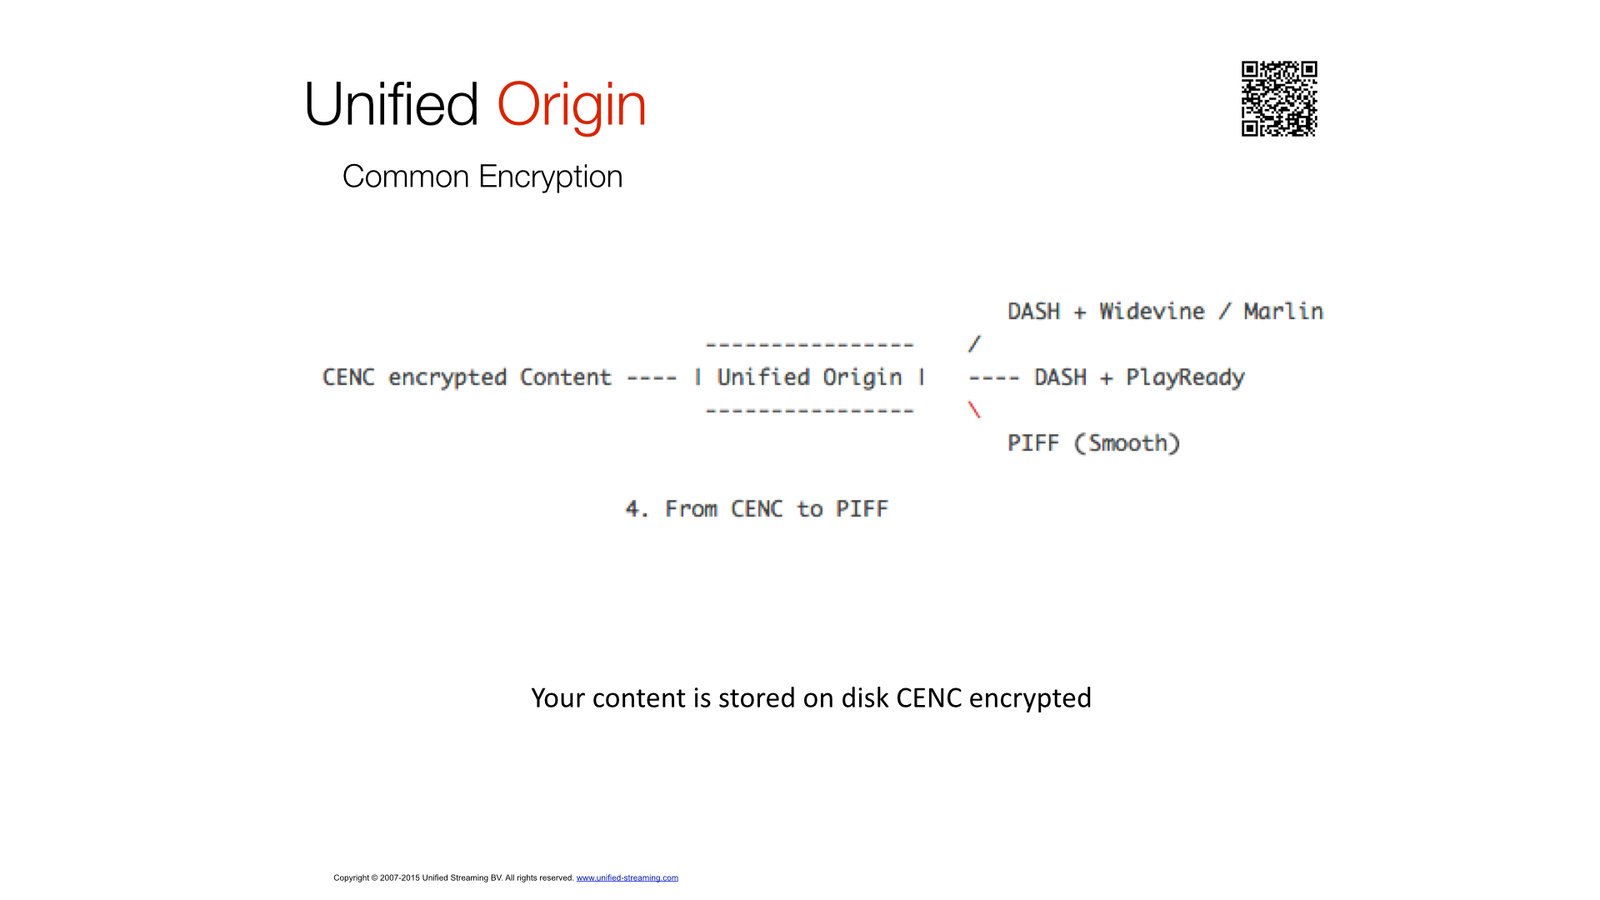 Unified Origin
Common Encryption
DASH + Widevine / Marlin
---------------- /
CENC encrypted Content ---- | Unified Origin | ---- DASH + PlayReady
---------------- \
PIFF (Smooth)
4. From CENC to PIFF
Your content is stored on disk CENC encrypted
Copyright © 2007-2015 Unified Streaming BV. All rights reserved. www.unified-streaming.com